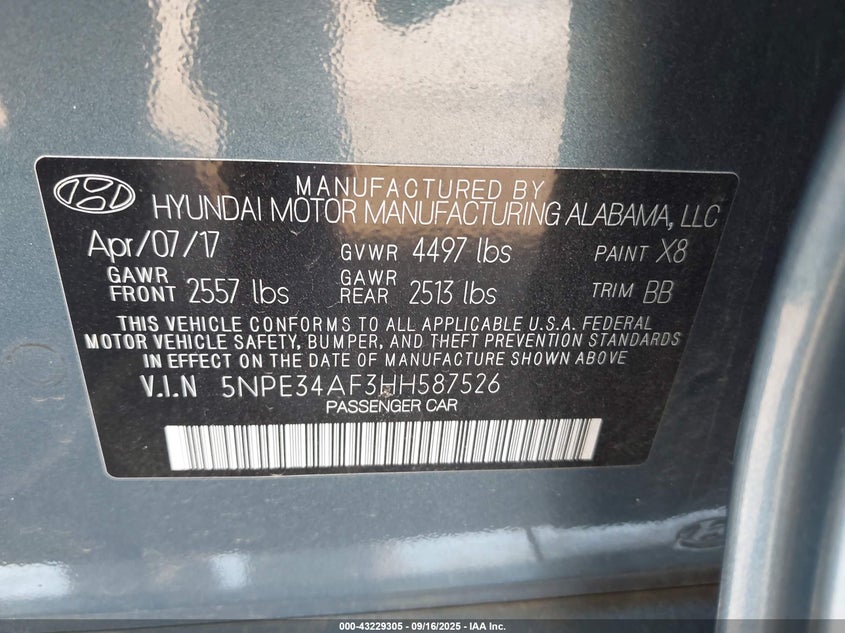 MANUFACTURED BY
HYUNDAI MOTOR MANUFACTURING ALABAMA, LLC
Apr/07/17 GVWR 4497 lbs PAINT X8
GAWR FRONT 2557 lbs GAWR REAR 2513 lbs TRIM BB
THIS VEHICLE CONFORMS TO ALL APPLICABLE U.S.A. FEDERAL
MOTOR VEHICLE SAFETY, BUMPER, AND THEFT PREVENTION STANDARDS
IN EFFECT ON THE DATE OF MANUFACTURE SHOWN ABOVE
V.I.N 5NPE34AF3HH587526
PASSENGER CAR
000-43229305 - 09/16/2025 - IAA Inc.